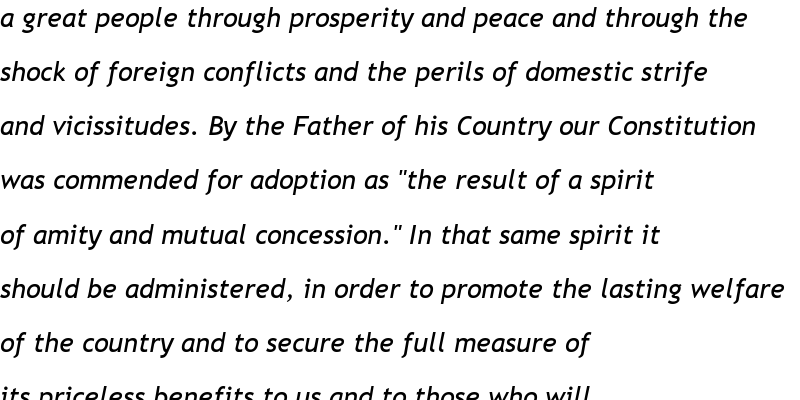 a great people through prosperity and peace and through the
shock of foreign conflicts and the perils of domestic strife
and vicissitudes. By the Father of his Country our Constitution
was commended for adoption as "the result of a spirit
of amity and mutual concession." In that same spirit it
should be administered, in order to promote the lasting welfare
of the country and to secure the full measure of
its priceless benefits to us and to those who will